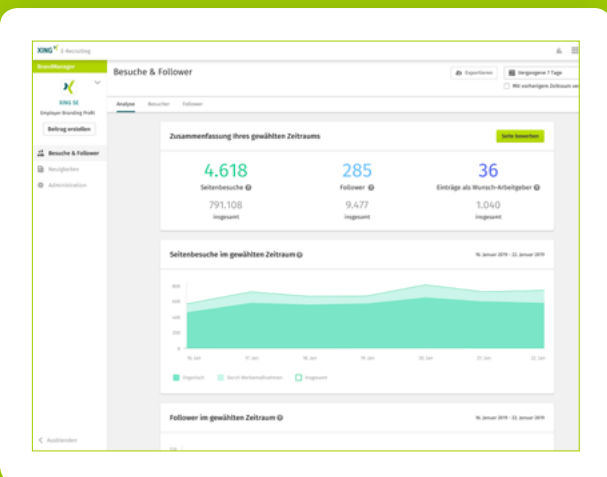 XING E-Recruiting
BrandManager
XING SE
Employer Branding Profil
Beitrag erstellen
Besuche & Follower
Neuigkeiten
Administration
Ausblenden
Besuche & Follower
Exportieren
Vergangene 7 Tage
Mit vorherigem Zeitraum ver
Analyse Besucher Follower
Zusammenfassung Ihres gewählten Zeitraums
Seite bewerben
4.618 285 36
Seitenbesuche Follower Einträge als Wunsch-Arbeitgeber
791.108 9.477 1.040
insgesamt insgesamt insgesamt
Seitenbesuche im gewählten Zeitraum
16. Januar 2019 - 22. Januar 2019
800
600
400
200
0
16. Jan 17. Jan 18. Jan 19. Jan 20. Jan 21. Jan 22. Jan
Organisch Durch Werbemaßnahmen Insgesamt
Follower im gewählten Zeitraum
16. Januar 2019 - 22. Januar 2019